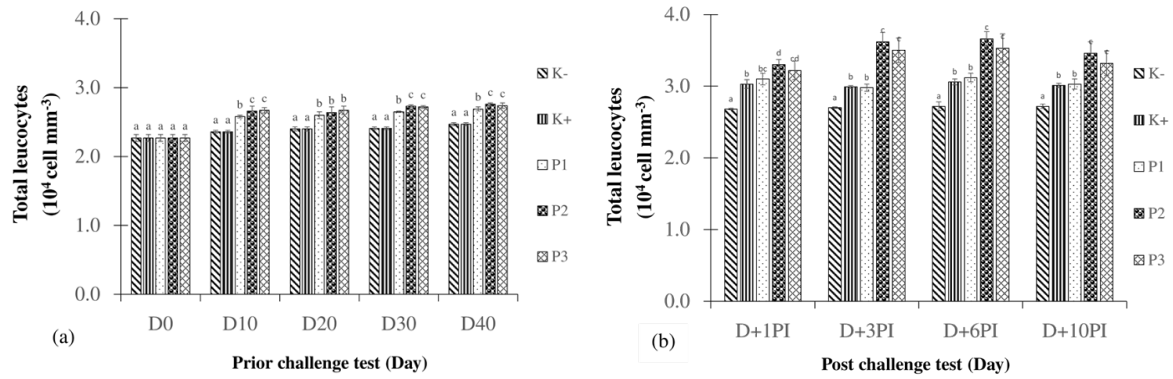 4.0
3.0
2.0
1.0
0.0
Total leucocytes
(10⁴ cell mm⁻³)
a a a a a
a a b c c
a a b b b
a a b c c
a a b c c
D0 D10 D20 D30 D40
Prior challenge test (Day)
(a)
K-
K+
P1
P2
P3
4.0
3.0
2.0
1.0
0.0
Total leucocytes
(10⁴ cell mm⁻³)
a b bc d cd
a b b c c
a b b c c
a b b c
D+1PI D+3PI D+6PI D+10PI
Post challenge test (Day)
(b)
K-
K+
P1
P2
P3